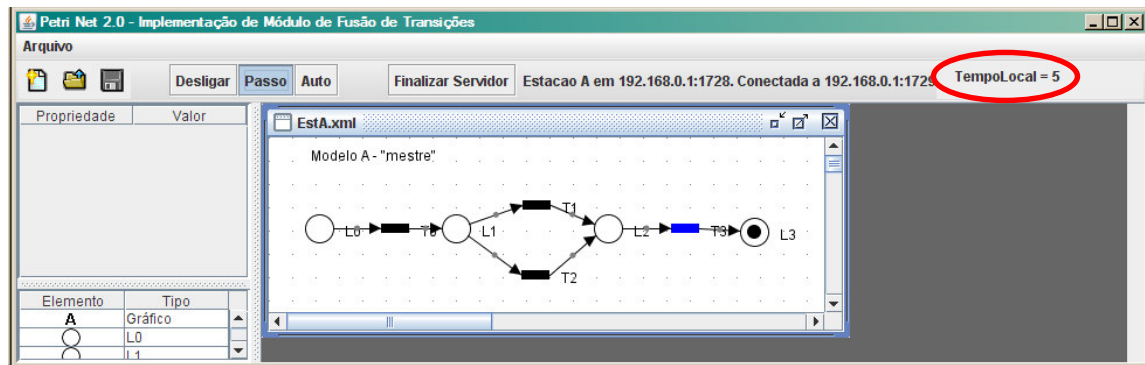 Petri Net 2.0 - Implementação de Módulo de Fusão de Transições
Arquivo
Desligar Passo Auto Finalizar Servidor Estacao A em 192.168.0.1:1728. Conectada a 192.168.0.1:1729 TempoLocal = 5
Propriedade Valor
EstA.xml
Modelo A - "mestre"
T1
L0 T0 L1 L2 T3 L3
T2
Elemento Tipo
A Gráfico
L0
L1